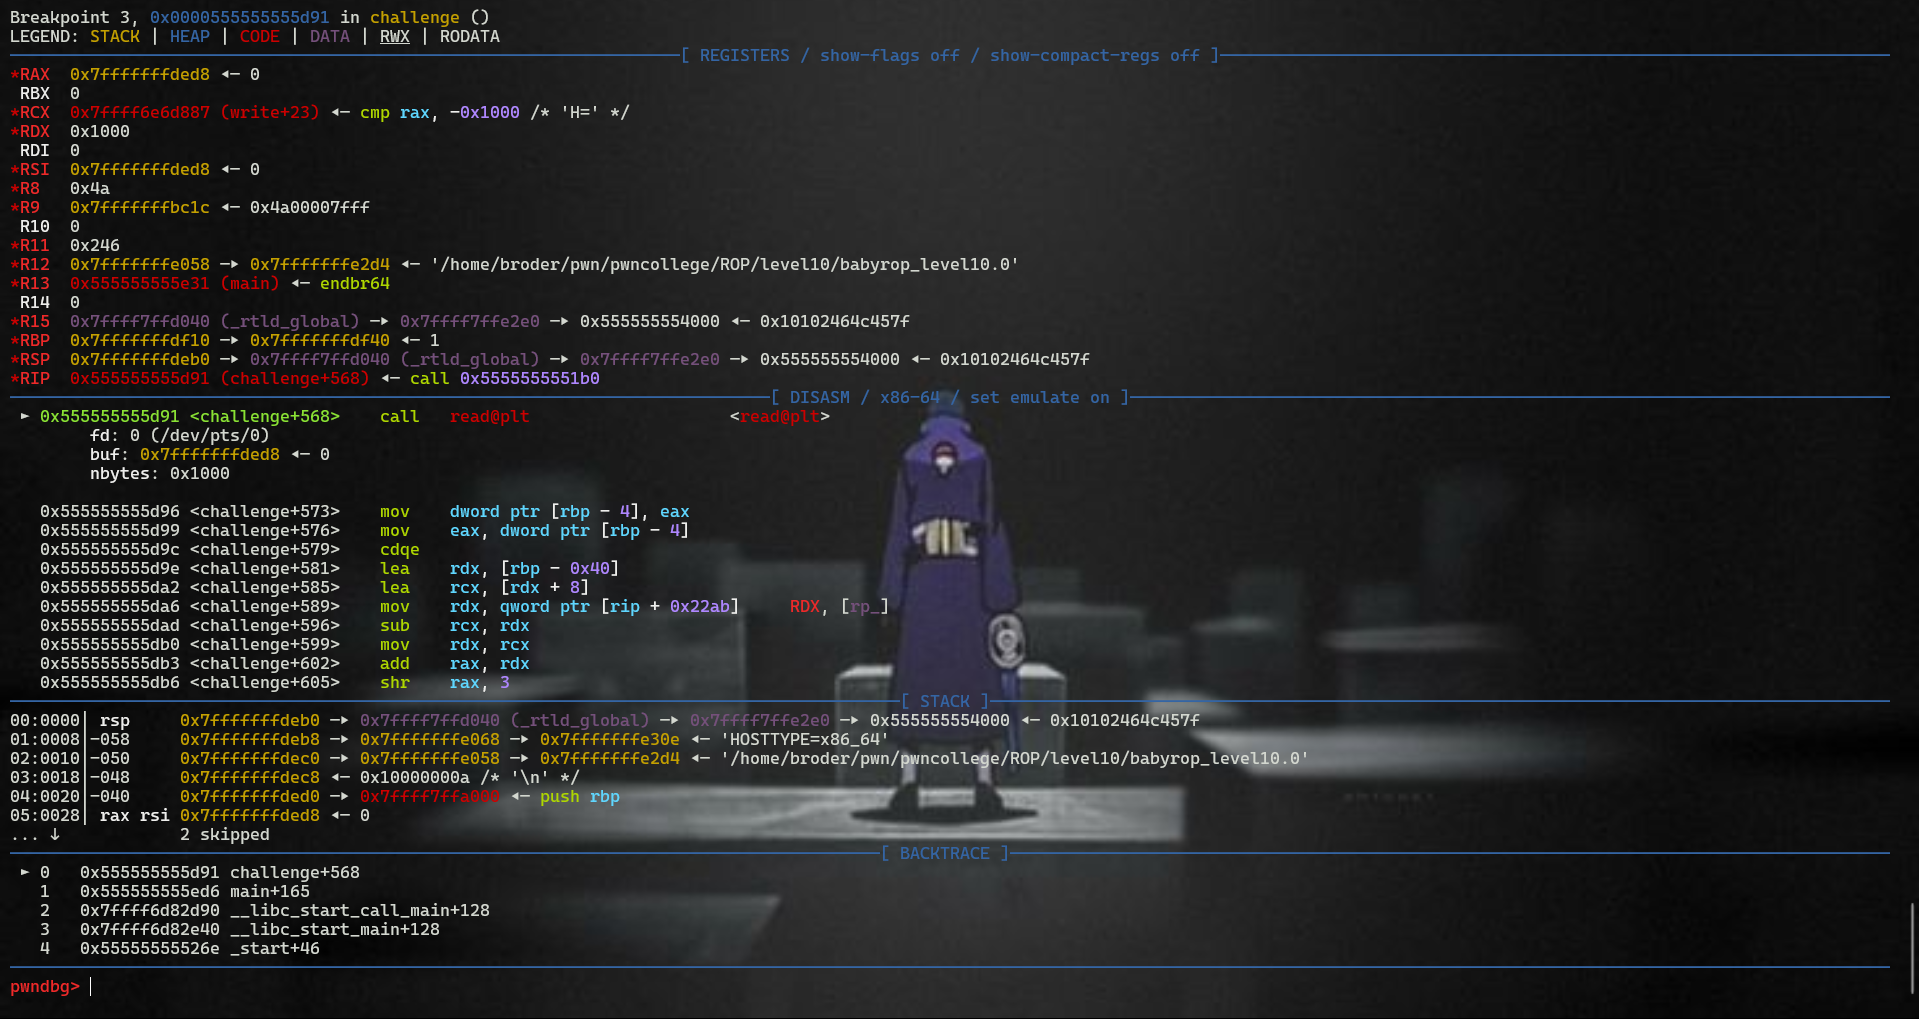 Breakpoint 3, 0x0000555555555d91 in challenge ()
LEGEND: STACK | HEAP | CODE | DATA | RWX | RODATA
[ REGISTERS / show-flags off / show-compact-regs off ]
*RAX  0x7fffffffded8 ◂— 0
 RBX  0
*RCX  0x7ffff6e6d887 (write+23) ◂— cmp rax, -0x1000 /* 'H=' */
*RDX  0x1000
 RDI  0
*RSI  0x7fffffffded8 ◂— 0
*R8   0x4a
*R9   0x7fffffffbc1c ◂— 0x4a00007fff
 R10  0
*R11  0x246
*R12  0x7fffffffe058 —▸ 0x7fffffffe2d4 ◂— '/home/broder/pwn/pwncollege/ROP/level10/babyrop_level10.0'
*R13  0x555555555e31 (main) ◂— endbr64
 R14  0
*R15  0x7ffff7ffd040 (_rtld_global) —▸ 0x7ffff7ffe2e0 —▸ 0x555555554000 ◂— 0x10102464c457f
*RBP  0x7fffffffdf10 —▸ 0x7fffffffdf40 ◂— 1
*RSP  0x7fffffffdeb0 —▸ 0x7ffff7ffd040 (_rtld_global) —▸ 0x7ffff7ffe2e0 —▸ 0x555555554000 ◂— 0x10102464c457f
*RIP  0x555555555d91 (challenge+568) ◂— call 0x5555555551b0
[ DISASM / x86-64 / set emulate on ]
 ► 0x555555555d91 <challenge+568>    call   read@plt                    <read@plt>
        fd: 0 (/dev/pts/0)
        buf: 0x7fffffffded8 ◂— 0
        nbytes: 0x1000
   0x555555555d96 <challenge+573>    mov    dword ptr [rbp - 4], eax
   0x555555555d99 <challenge+576>    mov    eax, dword ptr [rbp - 4]
   0x555555555d9c <challenge+579>    cdqe
   0x555555555d9e <challenge+581>    lea    rdx, [rbp - 0x40]
   0x555555555da2 <challenge+585>    lea    rcx, [rdx + 8]
   0x555555555da6 <challenge+589>    mov    rdx, qword ptr [rip + 0x22ab]     RDX, [rp_]
   0x555555555dad <challenge+596>    sub    rcx, rdx
   0x555555555db0 <challenge+599>    mov    rdx, rcx
   0x555555555db3 <challenge+602>    add    rax, rdx
   0x555555555db6 <challenge+605>    shr    rax, 3
[ STACK ]
00:0000│ rsp     0x7fffffffdeb0 —▸ 0x7ffff7ffd040 (_rtld_global) —▸ 0x7ffff7ffe2e0 —▸ 0x555555554000 ◂— 0x10102464c457f
01:0008│-058     0x7fffffffdeb8 —▸ 0x7fffffffe068 —▸ 0x7fffffffe30e ◂— 'HOSTTYPE=x86_64'
02:0010│-050     0x7fffffffdec0 —▸ 0x7fffffffe058 —▸ 0x7fffffffe2d4 ◂— '/home/broder/pwn/pwncollege/ROP/level10/babyrop_level10.0'
03:0018│-048     0x7fffffffdec8 ◂— 0x10000000a /* '\n' */
04:0020│-040     0x7fffffffded0 —▸ 0x7ffff7ffa000 ◂— push rbp
05:0028│ rax rsi 0x7fffffffded8 ◂— 0
... ↓            2 skipped
[ BACKTRACE ]
 ► 0   0x555555555d91 challenge+568
   1   0x555555555ed6 main+165
   2   0x7ffff6d82d90 __libc_start_call_main+128
   3   0x7ffff6d82e40 __libc_start_main+128
   4   0x55555555526e _start+46
pwndbg>